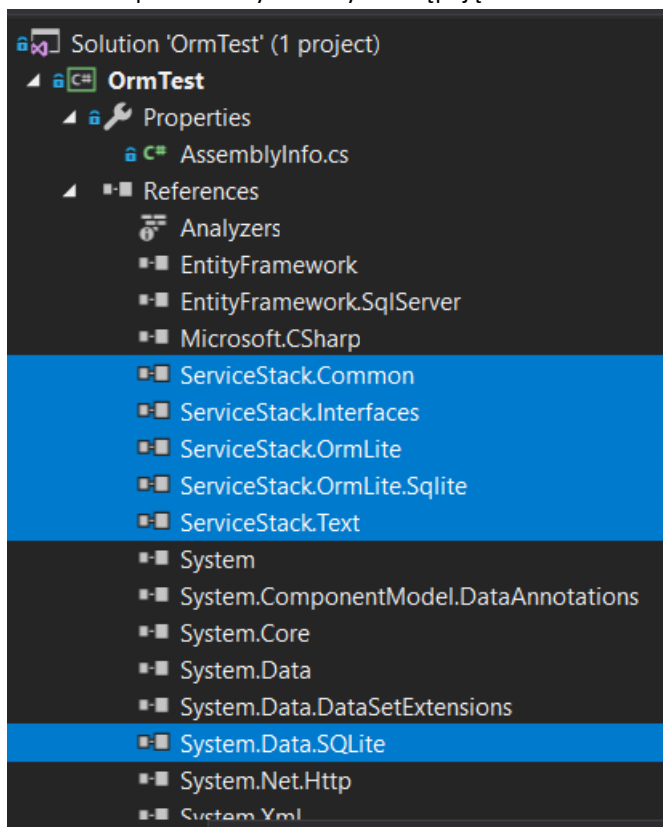 Solution 'OrmTest' (1 project)
C# OrmTest
Properties
C# AssemblyInfo.cs
References
Analyzers
EntityFramework
EntityFramework.SqlServer
Microsoft.CSharp
ServiceStack.Common
ServiceStack.Interfaces
ServiceStack.OrmLite
ServiceStack.OrmLite.Sqlite
ServiceStack.Text
System
System.ComponentModel.DataAnnotations
System.Core
System.Data
System.Data.DataSetExtensions
System.Data.SQLite
System.Net.Http
System.Xml